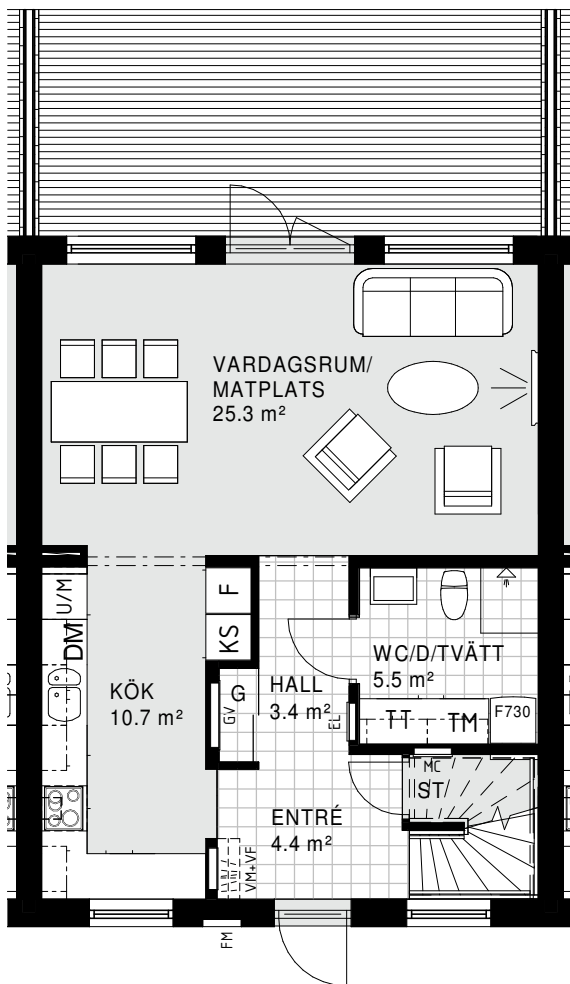 VARDAGSRUM/
MATPLATS
25.3 m²
U/M
DM
F
KS
KÖK
10.7 m²
G
GV
HALL
3.4 m²
EL
WC/D/TVÄTT
5.5 m²
TT
TM
F730
MC
ST
ENTRÉ
4.4 m²
VM+VF
FM